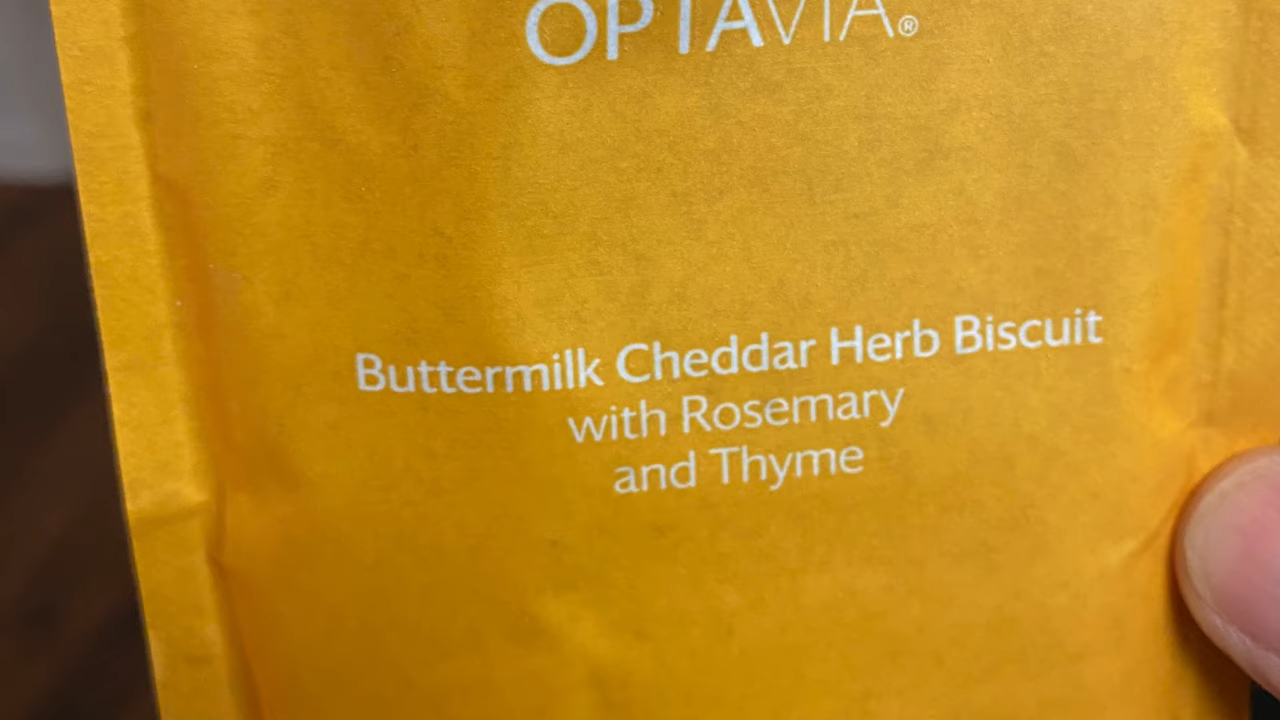 OPTAVIA®
Buttermilk Cheddar Herb Biscuit
with Rosemary
and Thyme